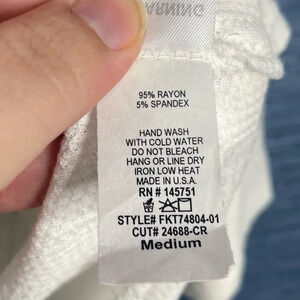 WARNING
95% RAYON
5% SPANDEX
HAND WASH
WITH COLD WATER
DO NOT BLEACH
HANG OR LINE DRY
IRON LOW HEAT
MADE IN U.S.A.
RN # 145751
STYLE# FKT74804-01
CUT# 24688-CR
Medium